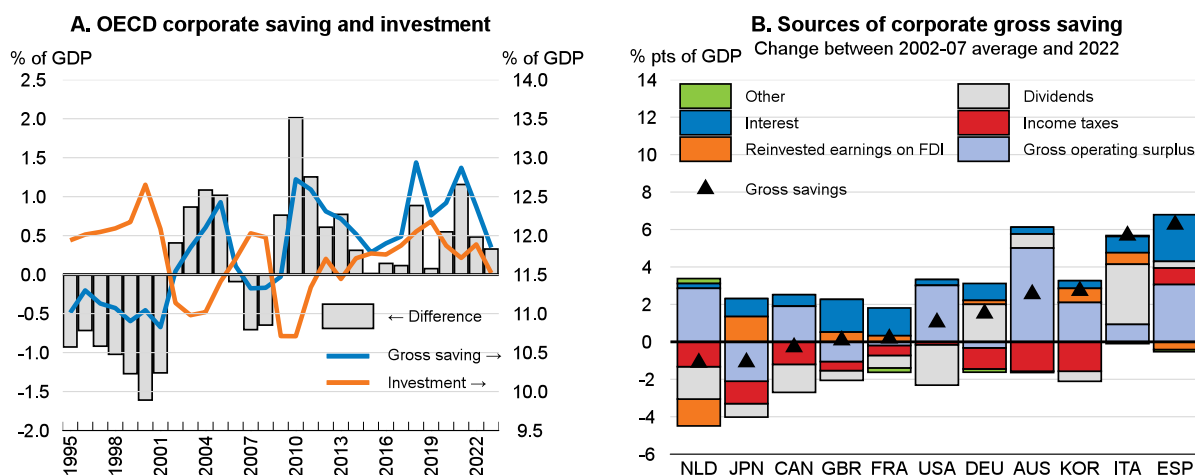 A. OECD corporate saving and investment
% of GDP % of GDP
2.5 14.0
2.0 13.5
1.5 13.0
1.0 12.5
0.5 12.0
0.0 11.5
-0.5 11.0
-1.0 10.5
-1.5 10.0
-2.0 9.5
← Difference
Gross saving →
Investment →
1995 1998 2001 2004 2007 2010 2013 2016 2019 2022
B. Sources of corporate gross saving
Change between 2002-07 average and 2022
% pts of GDP
14
12
10
8
6
4
2
0
-2
-4
-6
Other Dividends
Interest Income taxes
Reinvested earnings on FDI Gross operating surplus
Gross savings
NLD JPN CAN GBR FRA USA DEU AUS KOR ITA ESP